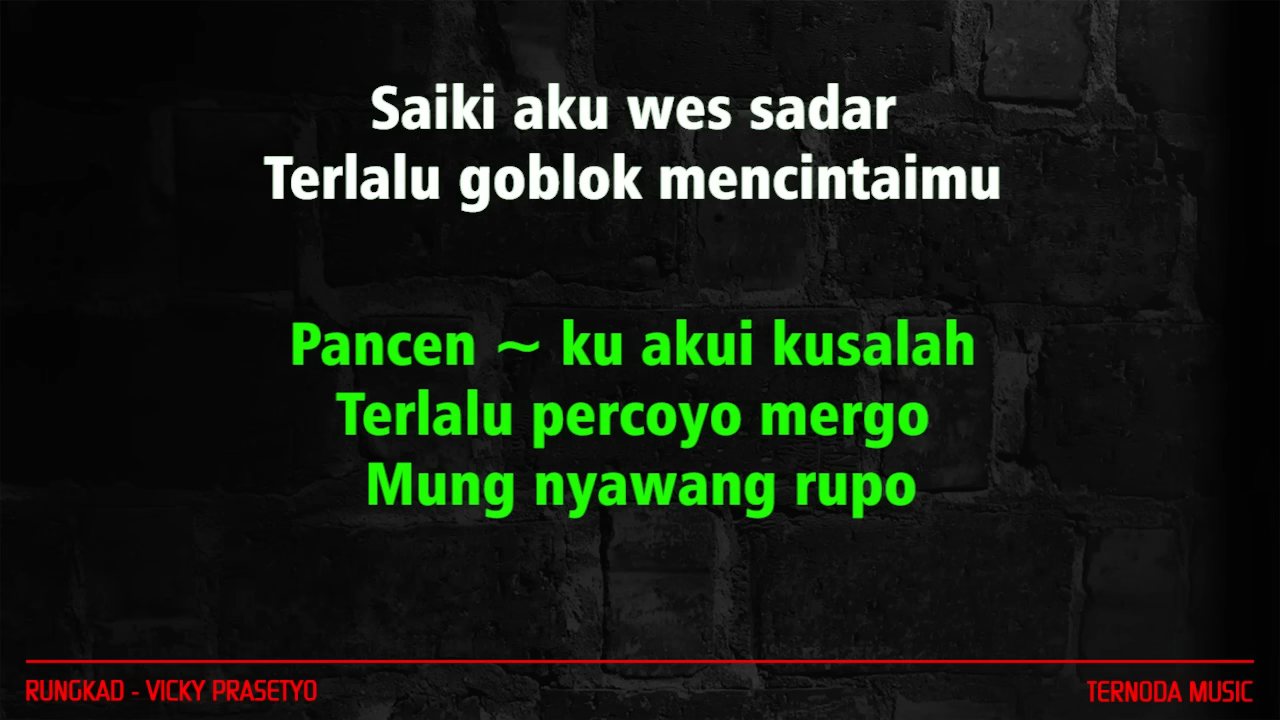 Saiki aku wes sadar
Terlalu goblok mencintaimu
Pancen ~ ku akui kusalah
Terlalu percoyo mergo
Mung nyawang rupo
RUNGKAD - VICKY PRASETYO
TERNODA MUSIC